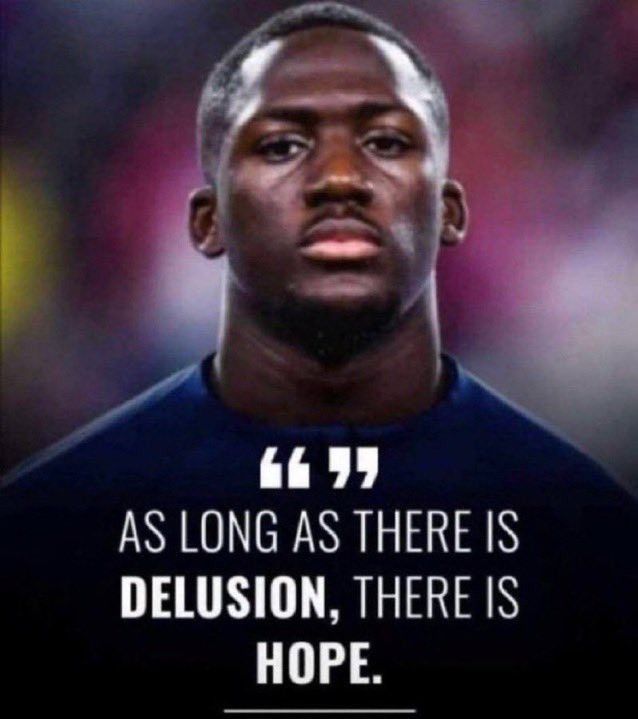 “”
AS LONG AS THERE IS
DELUSION, THERE IS
HOPE.